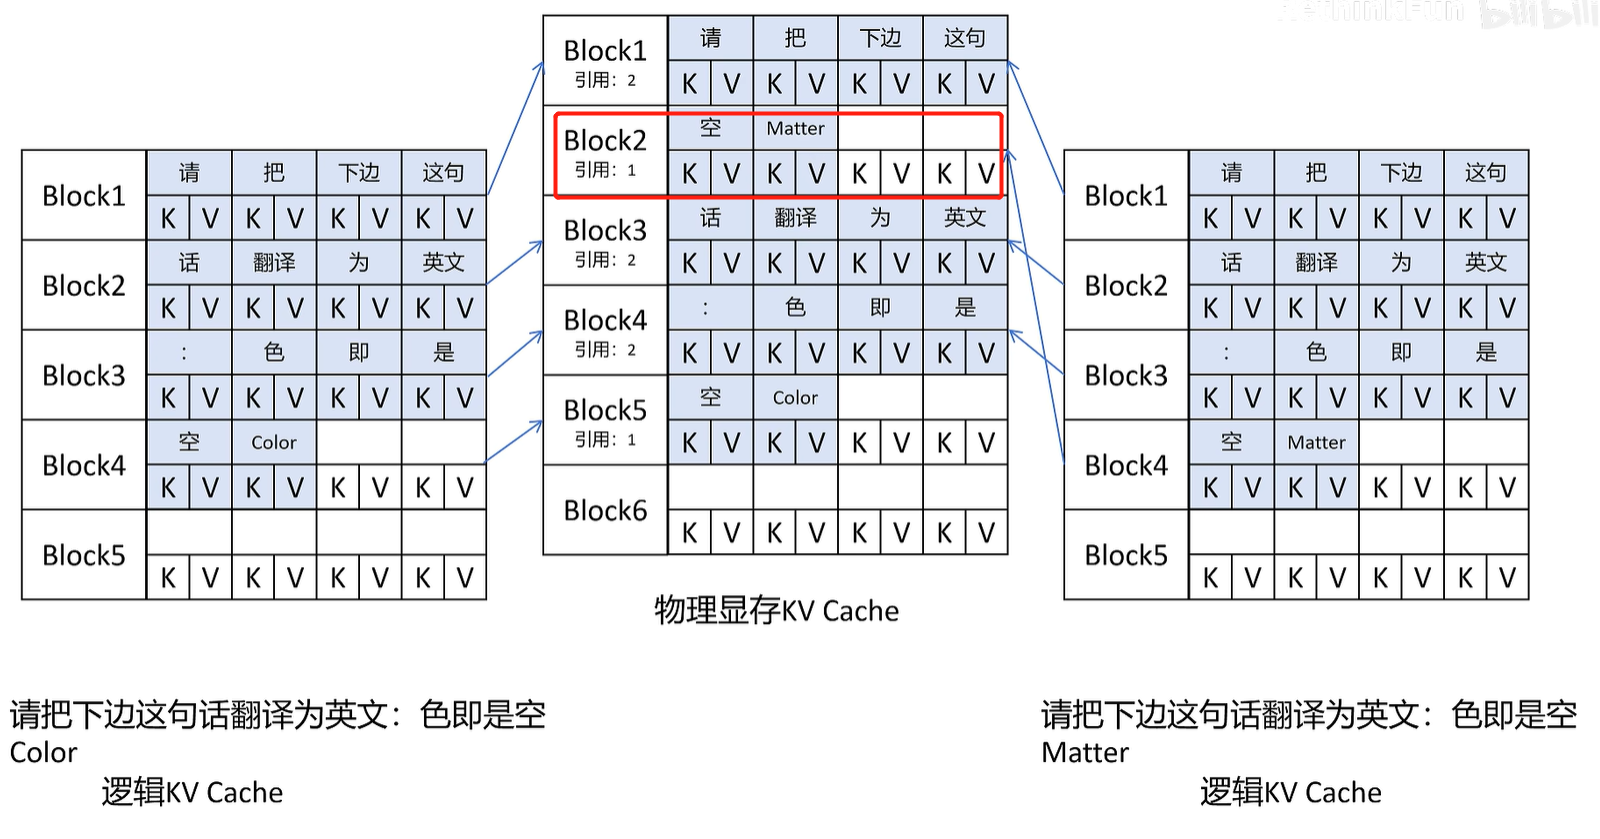 bilibili
Block1 请 把 下边 这句
引用：2 K V K V K V K V
Block2 空 Matter
引用：1 K V K V K V K V
Block3 话 翻译 为 英文
引用：2 K V K V K V K V
Block4 : 色 即 是
引用：2 K V K V K V K V
Block5 空 Color
引用：1 K V K V K V K V
Block6
K V K V K V K V
物理显存KV Cache
Block1 请 把 下边 这句
K V K V K V K V
Block2 话 翻译 为 英文
K V K V K V K V
Block3 : 色 即 是
K V K V K V K V
Block4 空 Color
K V K V K V K V
Block5
K V K V K V K V
请把下边这句话翻译为英文：色即是空
Color
逻辑KV Cache
Block1 请 把 下边 这句
K V K V K V K V
Block2 话 翻译 为 英文
K V K V K V K V
Block3 : 色 即 是
K V K V K V K V
Block4 空 Matter
K V K V K V K V
Block5
K V K V K V K V
请把下边这句话翻译为英文：色即是空
Matter
逻辑KV Cache